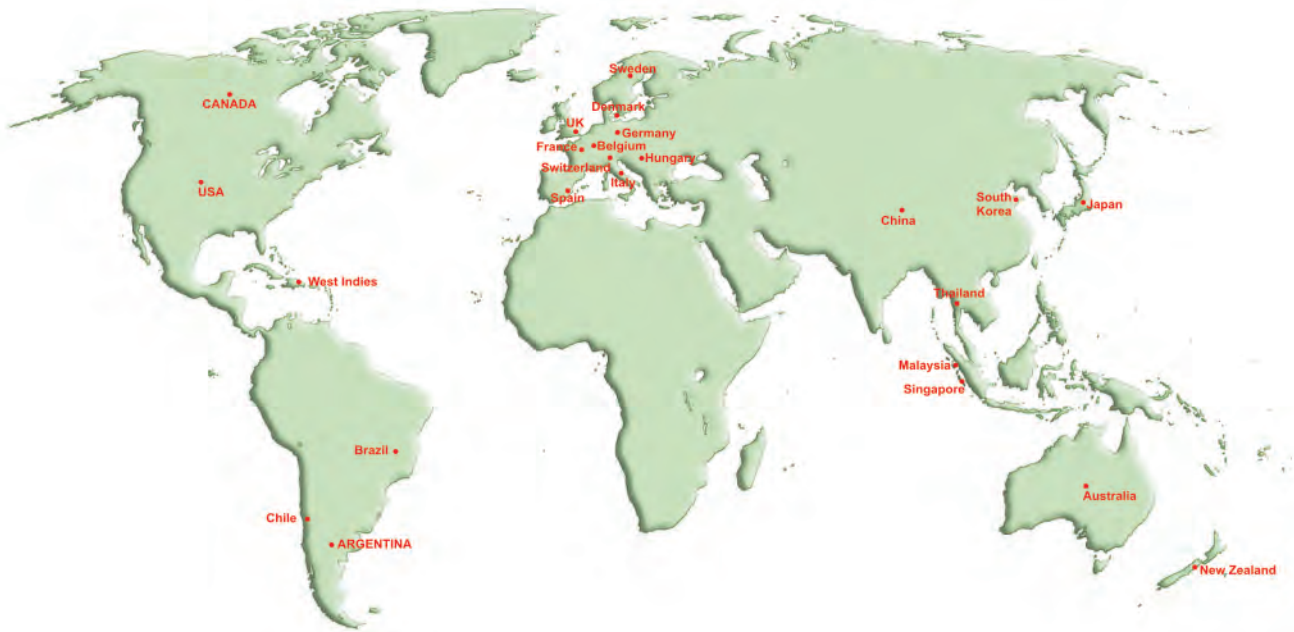 Sweden
CANADA
Denmark
UK
Germany
France
Belgium
Hungary
Switzerland
Italy
USA
Spain
South
Korea
Japan
China
West Indies
Thailand
Malaysia
Singapore
Brazil
Australia
Chile
ARGENTINA
New Zealand